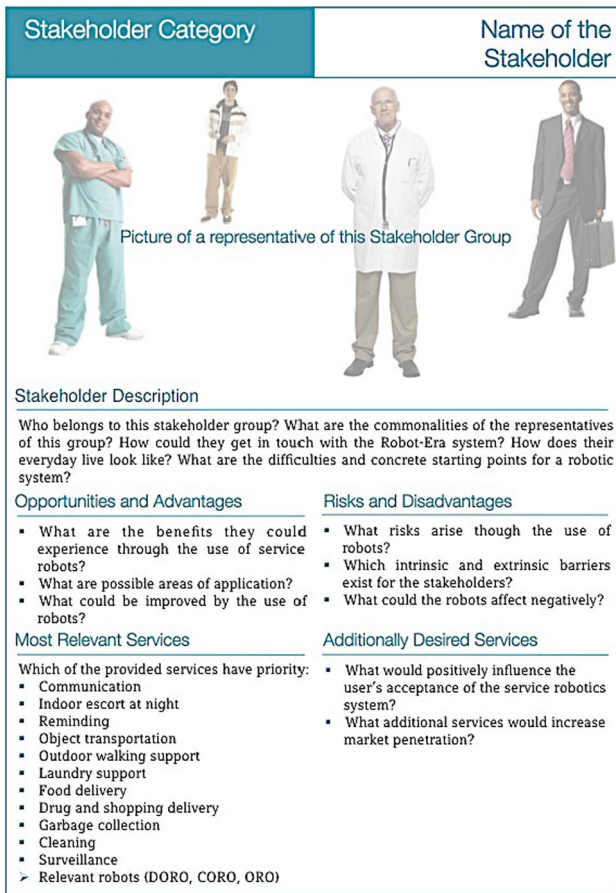 Stakeholder Category
Name of the
Stakeholder
Picture of a representative of this Stakeholder Group
Stakeholder Description
Who belongs to this stakeholder group? What are the commonalities of the representatives
of this group? How could they get in touch with the Robot-Era system? How does their
everyday live look like? What are the difficulties and concrete starting points for a robotic
system?
Opportunities and Advantages
▪ What are the benefits they could
experience through the use of service
robots?
▪ What are possible areas of application?
▪ What could be improved by the use of
robots?
Risks and Disadvantages
▪ What risks arise though the use of
robots?
▪ Which intrinsic and extrinsic barriers
exist for the stakeholders?
▪ What could the robots affect negatively?
Most Relevant Services
Which of the provided services have priority:
▪ Communication
▪ Indoor escort at night
▪ Reminding
▪ Object transportation
▪ Outdoor walking support
▪ Laundry support
▪ Food delivery
▪ Drug and shopping delivery
▪ Garbage collection
▪ Cleaning
▪ Surveillance
➢ Relevant robots (DORO, CORO, ORO)
Additionally Desired Services
▪ What would positively influence the
user's acceptance of the service robotics
system?
▪ What additional services would increase
market penetration?